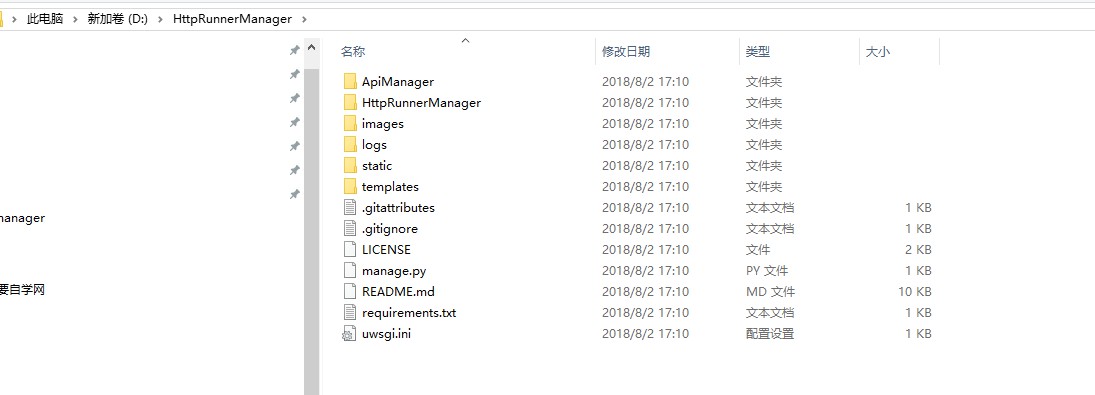 此电脑 > 新加卷 (D:) > HttpRunnerManager >
名称 修改日期 类型 大小
ApiManager 2018/8/2 17:10 文件夹
HttpRunnerManager 2018/8/2 17:10 文件夹
images 2018/8/2 17:10 文件夹
logs 2018/8/2 17:10 文件夹
static 2018/8/2 17:10 文件夹
templates 2018/8/2 17:10 文件夹
.gitattributes 2018/8/2 17:10 文本文档 1 KB
manager
.gitignore 2018/8/2 17:10 文本文档 1 KB
LICENSE 2018/8/2 17:10 文件 2 KB
manage.py 2018/8/2 17:10 PY 文件 1 KB
要自学网
README.md 2018/8/2 17:10 MD 文件 10 KB
requirements.txt 2018/8/2 17:10 文本文档 1 KB
uwsgi.ini 2018/8/2 17:10 配置设置 1 KB